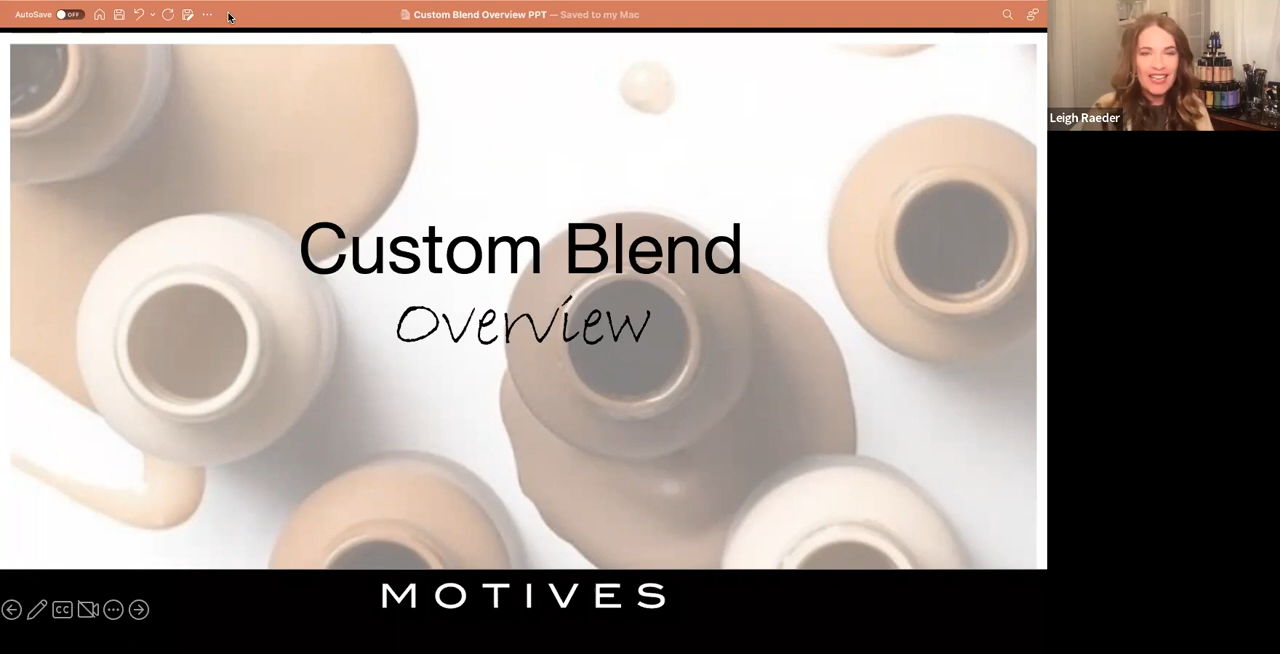 AutoSave OFF
Custom Blend Overview PPT — Saved to my Mac
Leigh Raeder
Custom Blend
Overview
MOTIVES
CC